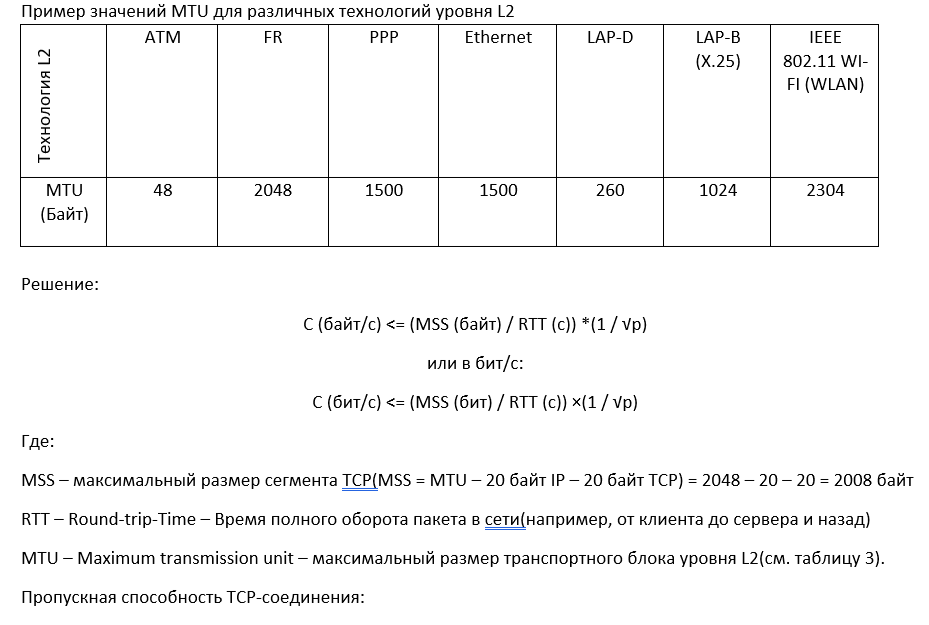 Пример значений MTU для различных технологий уровня L2
Технология L2
ATM
FR
PPP
Ethernet
LAP-D
LAP-B
(X.25)
IEEE
802.11 WI-
FI (WLAN)
MTU
(Байт)
48
2048
1500
1500
260
1024
2304
Решение:
C (байт/с) <= (MSS (байт) / RTT (с)) *(1 / √p)
или в бит/с:
C (бит/с) <= (MSS (бит) / RTT (с)) ×(1 / √p)
Где:
MSS – максимальный размер сегмента TCP(MSS = MTU – 20 байт IP – 20 байт TCP) = 2048 – 20 – 20 = 2008 байт
RTT – Round-trip-Time – Время полного оборота пакета в сети(например, от клиента до сервера и назад)
MTU – Maximum transmission unit – максимальный размер транспортного блока уровня L2(см. таблицу 3).
Пропускная способность TCP-соединения: